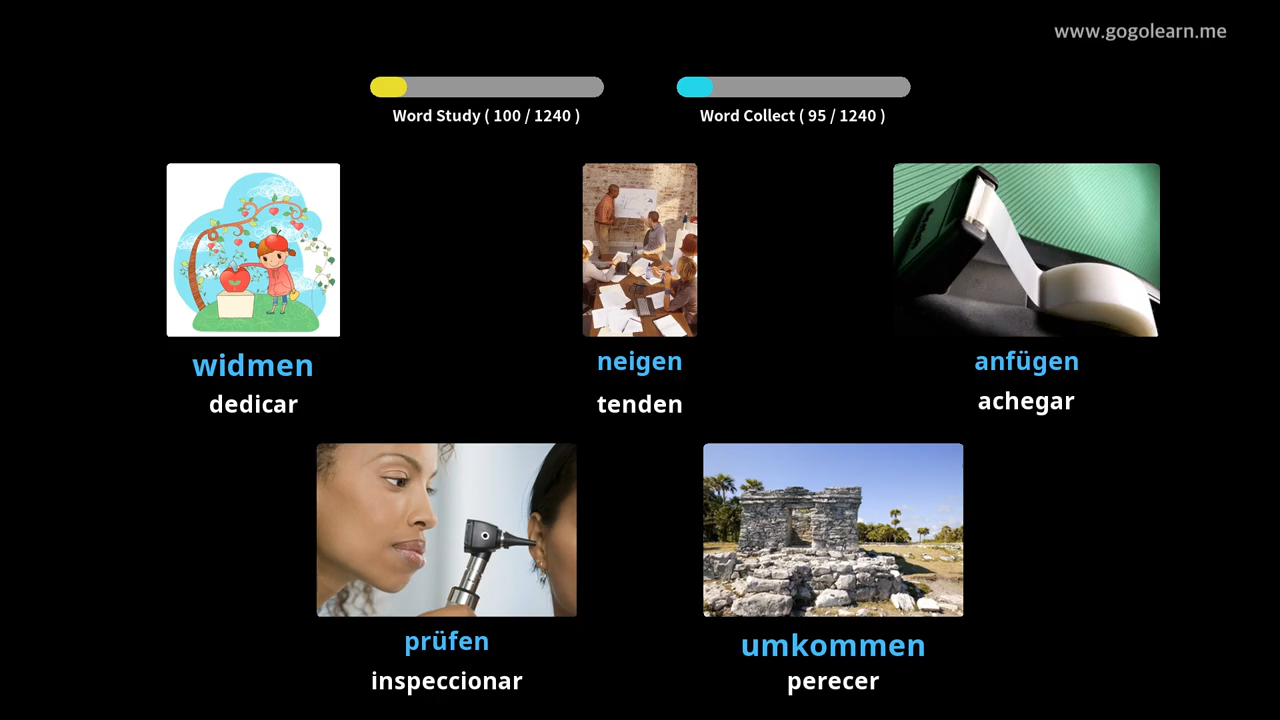 www.gogolearn.me
Word Study ( 100 / 1240 )
Word Collect ( 95 / 1240 )
widmen
dedicar
neigen
tenden
anfügen
achegar
prüfen
inspeccionar
umkommen
perecer